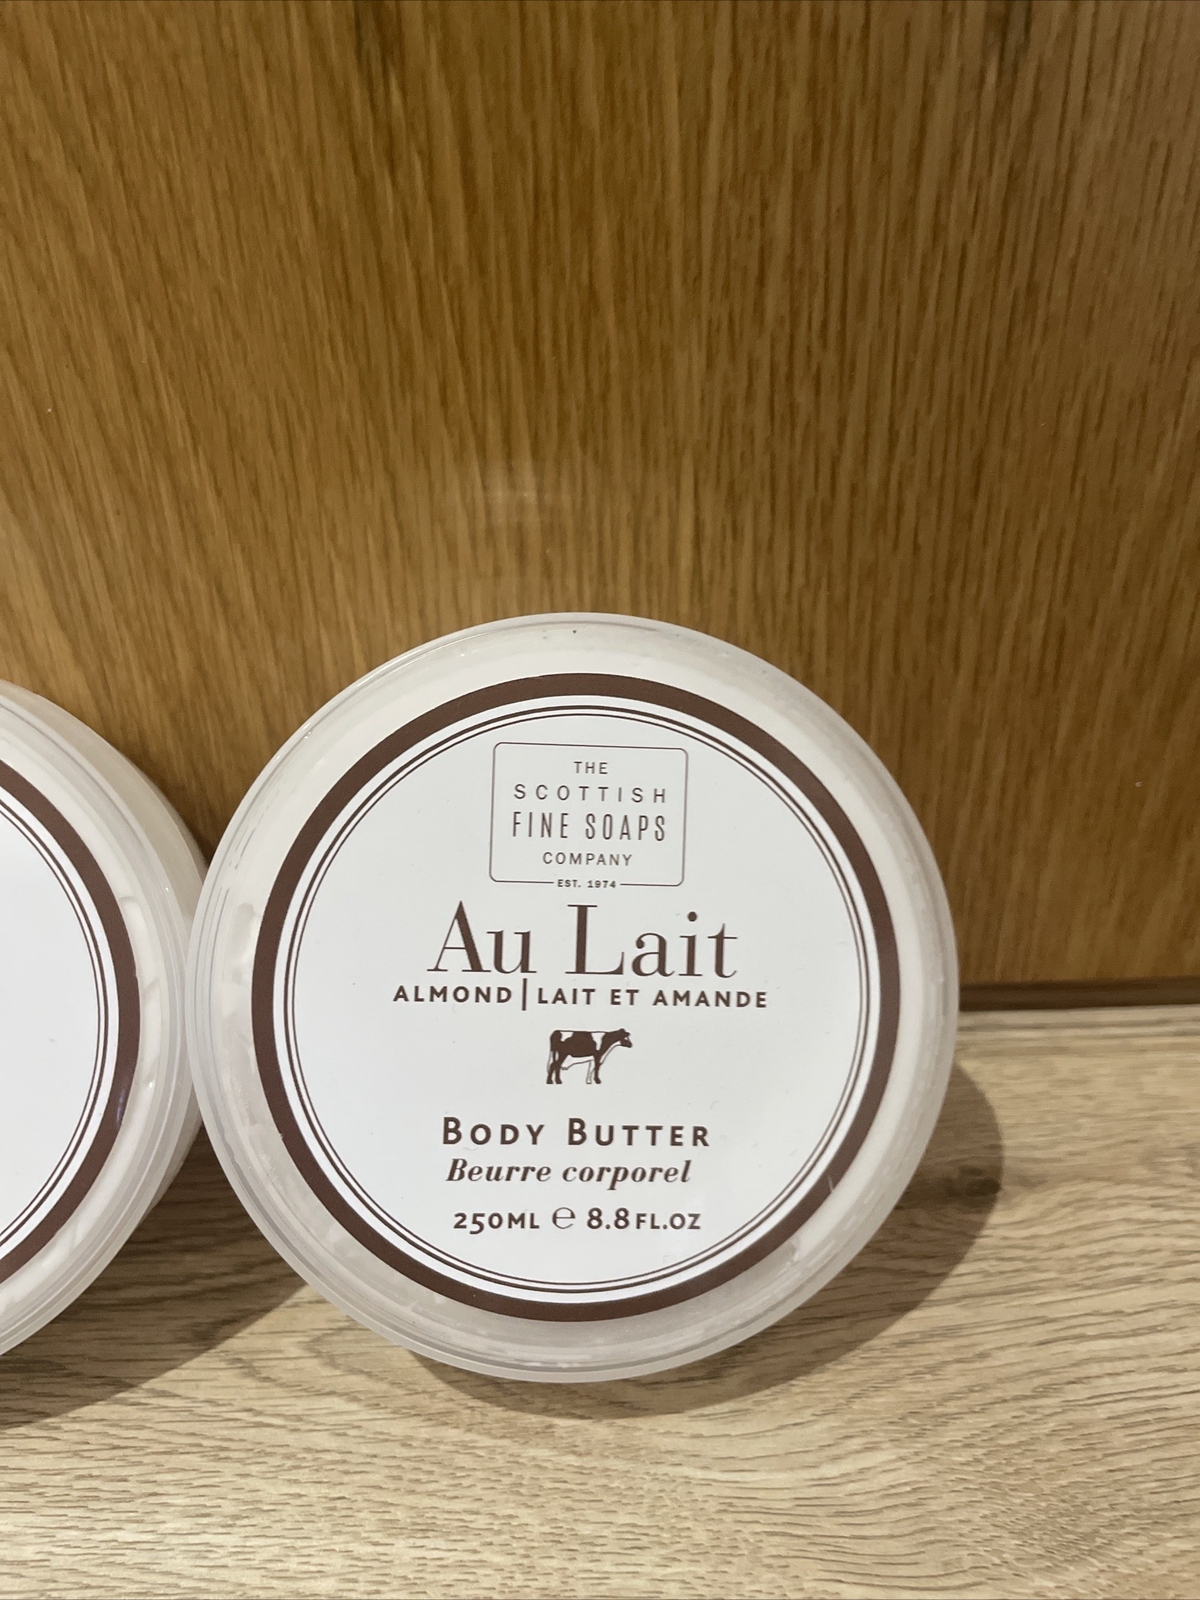 THE
SCOTTISH
FINE SOAPS
COMPANY
EST. 1974
Au Lait
ALMOND | LAIT ET AMANDE
BODY BUTTER
Beurre corporel
250ML ℮ 8.8FL.OZ